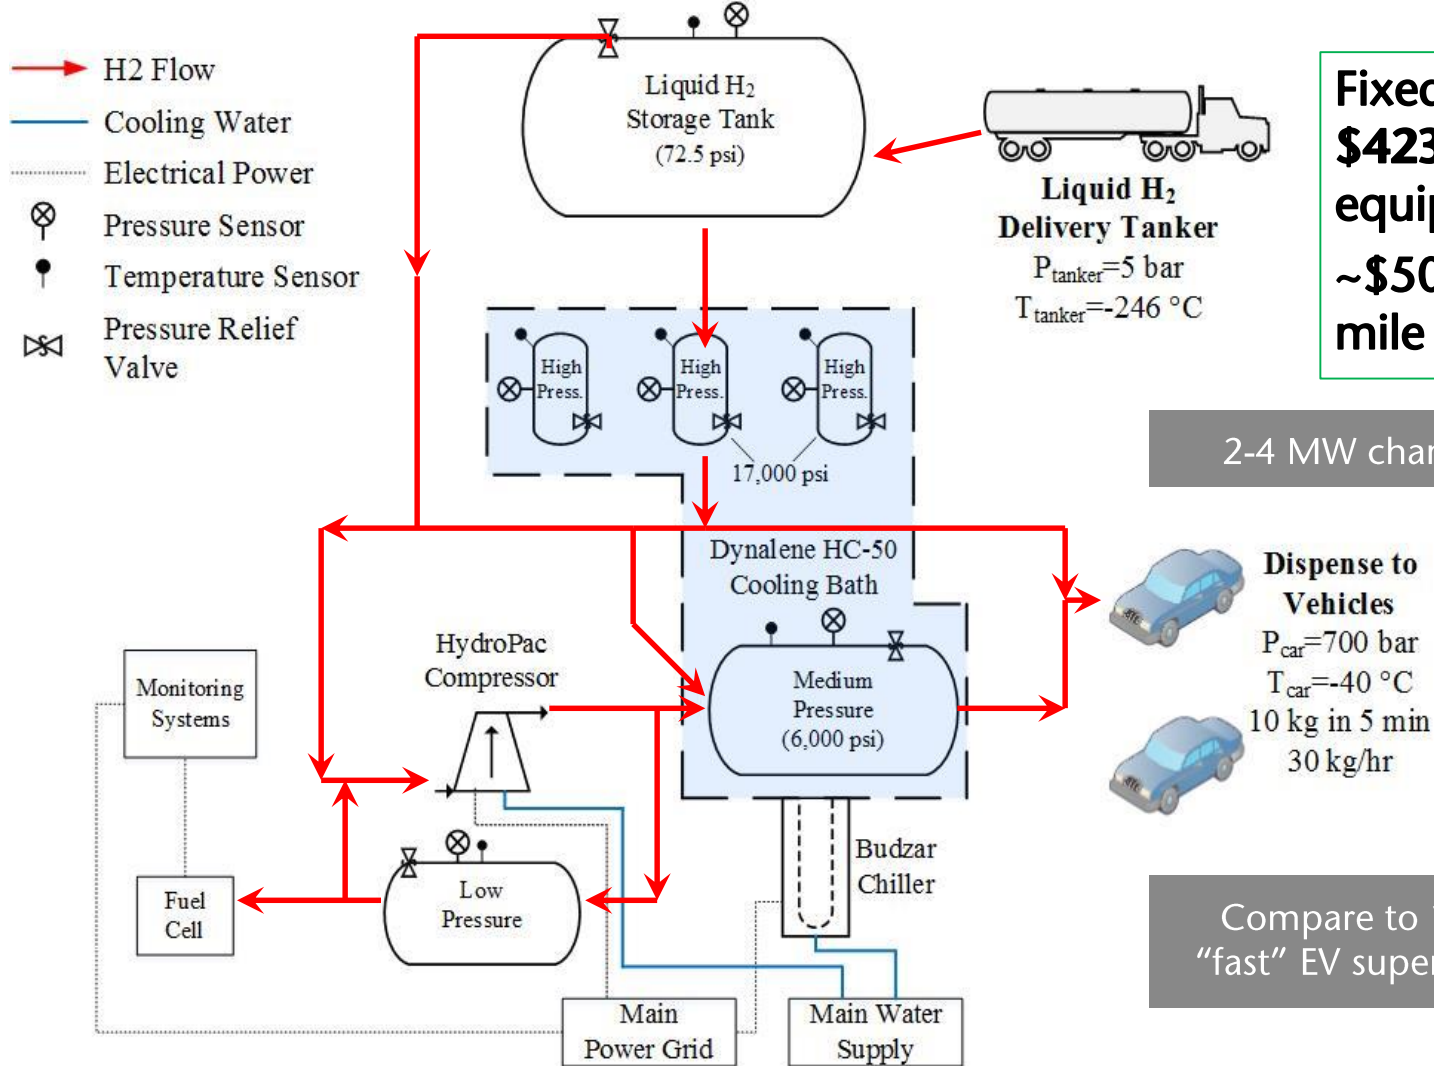 H2 Flow
Cooling Water
Electrical Power
Pressure Sensor
Temperature Sensor
Pressure Relief
Valve
Liquid H₂
Storage Tank
(72.5 psi)
Liquid H₂
Delivery Tanker
Ptanker=5 bar
Ttanker=-246 °C
Fixed
$423
equip
~$50
mile
High
Press.
High
Press.
High
Press.
17,000 psi
2-4 MW char
Dynalene HC-50
Cooling Bath
Dispense to
Vehicles
Pcar=700 bar
Tcar=-40 °C
10 kg in 5 min
30 kg/hr
HydroPac
Compressor
Medium
Pressure
(6,000 psi)
Monitoring
Systems
Budzar
Chiller
Fuel
Cell
Low
Pressure
Compare to
"fast" EV super
Main
Power Grid
Main Water
Supply